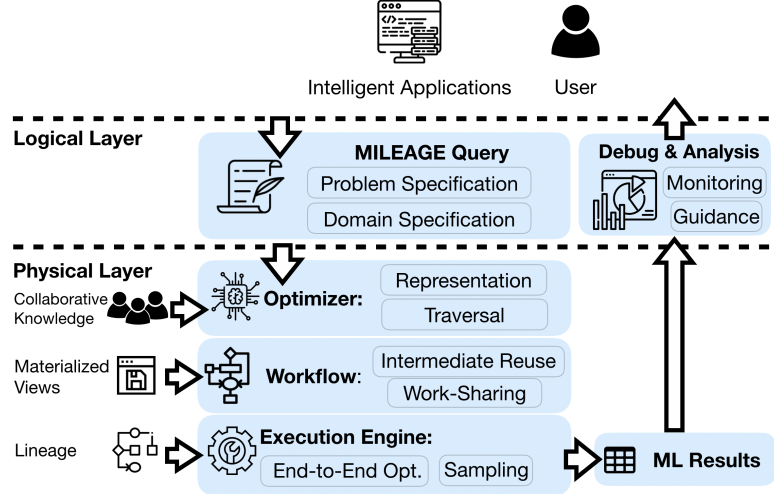 Intelligent Applications
User
Logical Layer
MILEAGE Query
Problem Specification
Domain Specification
Debug & Analysis
Monitoring
Guidance
Physical Layer
Collaborative
Knowledge
Optimizer:
Representation
Traversal
Materialized
Views
Workflow:
Intermediate Reuse
Work-Sharing
Lineage
Execution Engine:
End-to-End Opt.
Sampling
ML Results